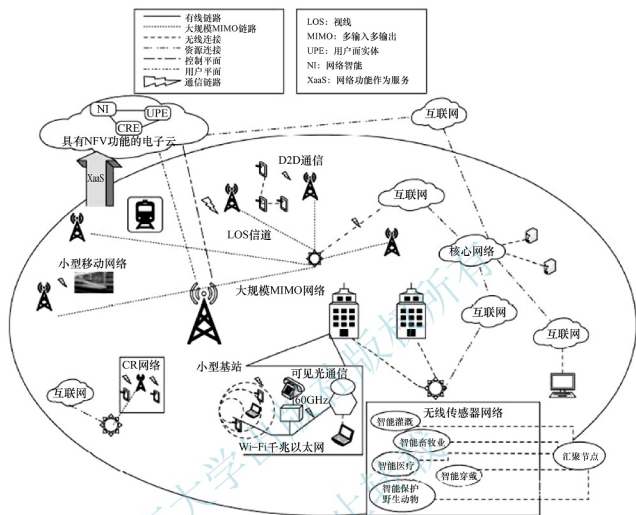 有线链路
大规模MIMO链路
无线连接
资源连接
控制平面
用户平面
通信链路
LOS：视线
MIMO：多输入多输出
UPE：用户面实体
NI：网络智能
XaaS：网络功能作为服务
NI
UPE
CRE
具有NFV功能的电子云
互联网
XaaS
D2D通信
互联网
LOS信道
核心网络
小型移动网络
大规模MIMO网络
互联网
互联网
小型基站
可见光通信
CR网络
互联网
60GHz
Wi-Fi千兆以太网
无线传感器网络
智能灌溉
智能畜牧业
智能医疗
智能穿戴
汇聚节点
智能保护
野生动物